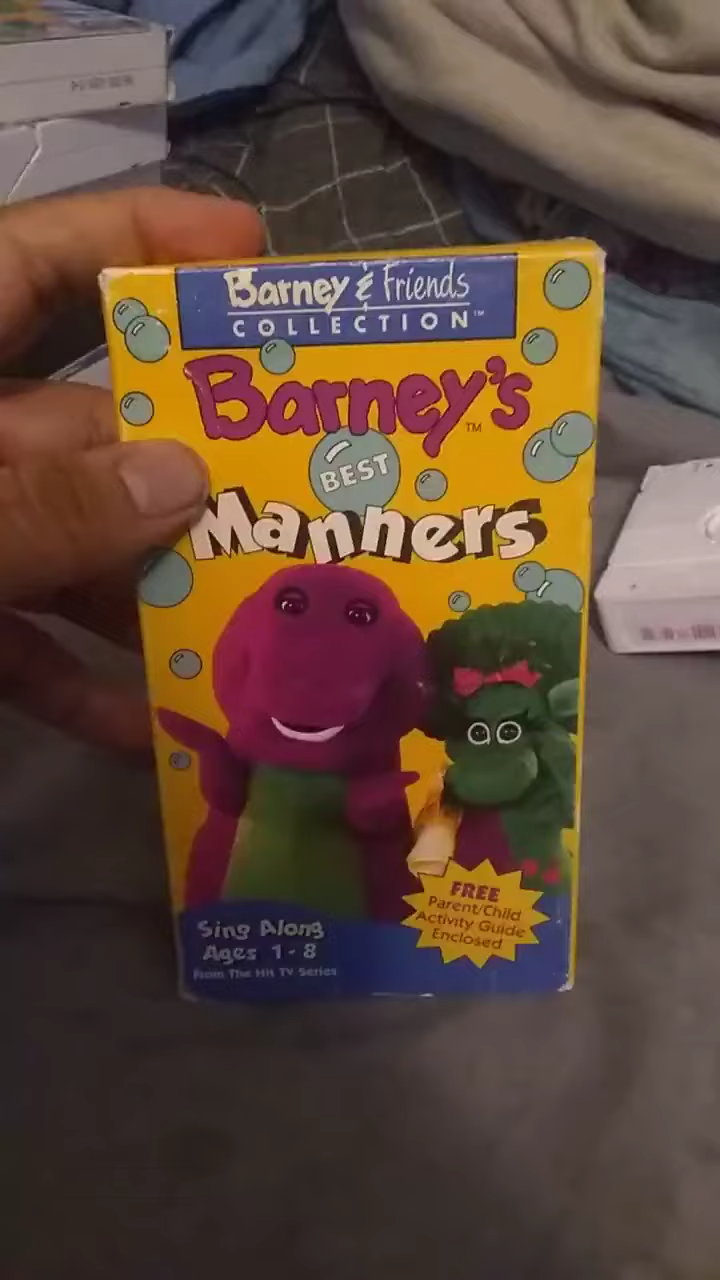 Barney & Friends
COLLECTION™
Barney's™
BEST
Manners
Sing Along
Ages 1-8
From The Hit TV Series
FREE
Parent/Child
Activity Guide
Enclosed